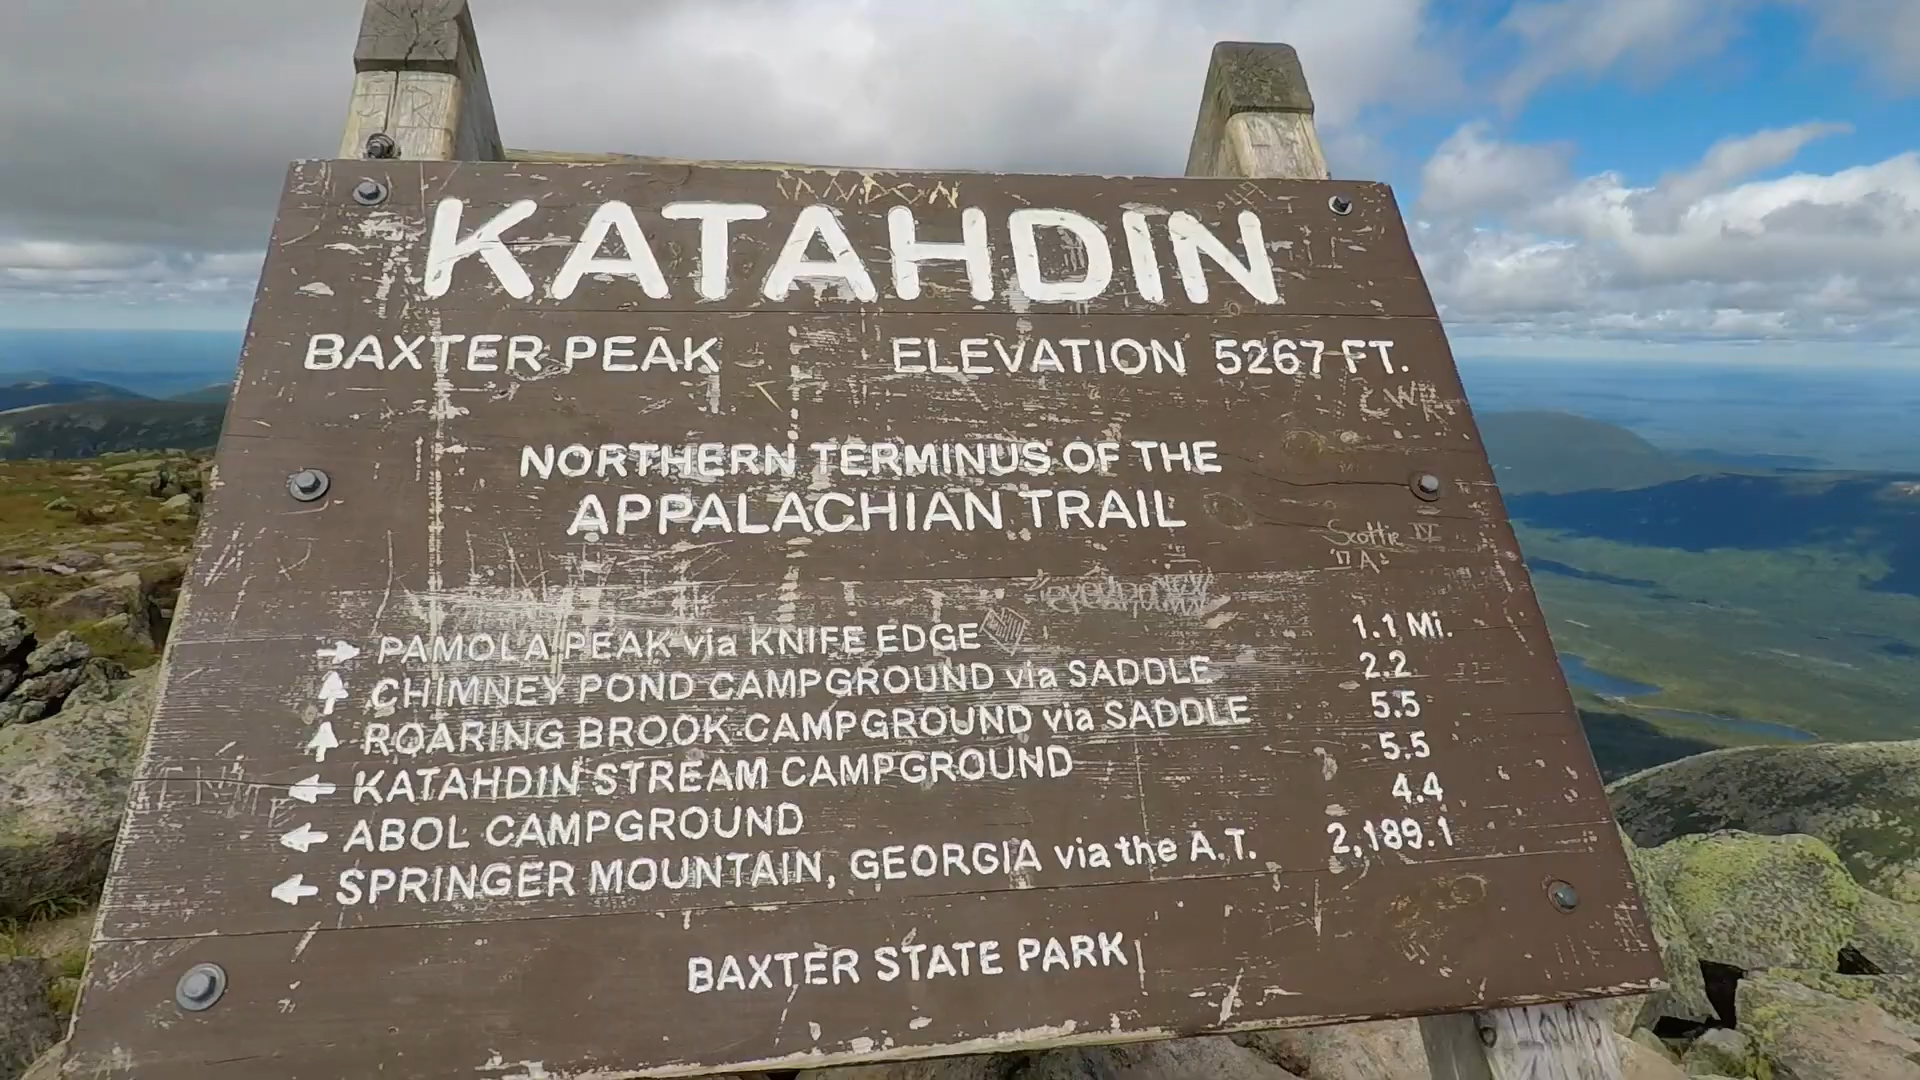 KATAHDIN
BAXTER PEAK ELEVATION 5267 FT.
NORTHERN TERMINUS OF THE
APPALACHIAN TRAIL
Scottie IV
PAMOLA PEAK via KNIFE EDGE 1.1 Mi.
CHIMNEY POND CAMPGROUND via SADDLE 2.2
ROARING BROOK CAMPGROUND via SADDLE 5.5
KATAHDIN STREAM CAMPGROUND 5.5
ABOL CAMPGROUND 4.4
SPRINGER MOUNTAIN, GEORGIA via the A.T. 2,189.1
BAXTER STATE PARK